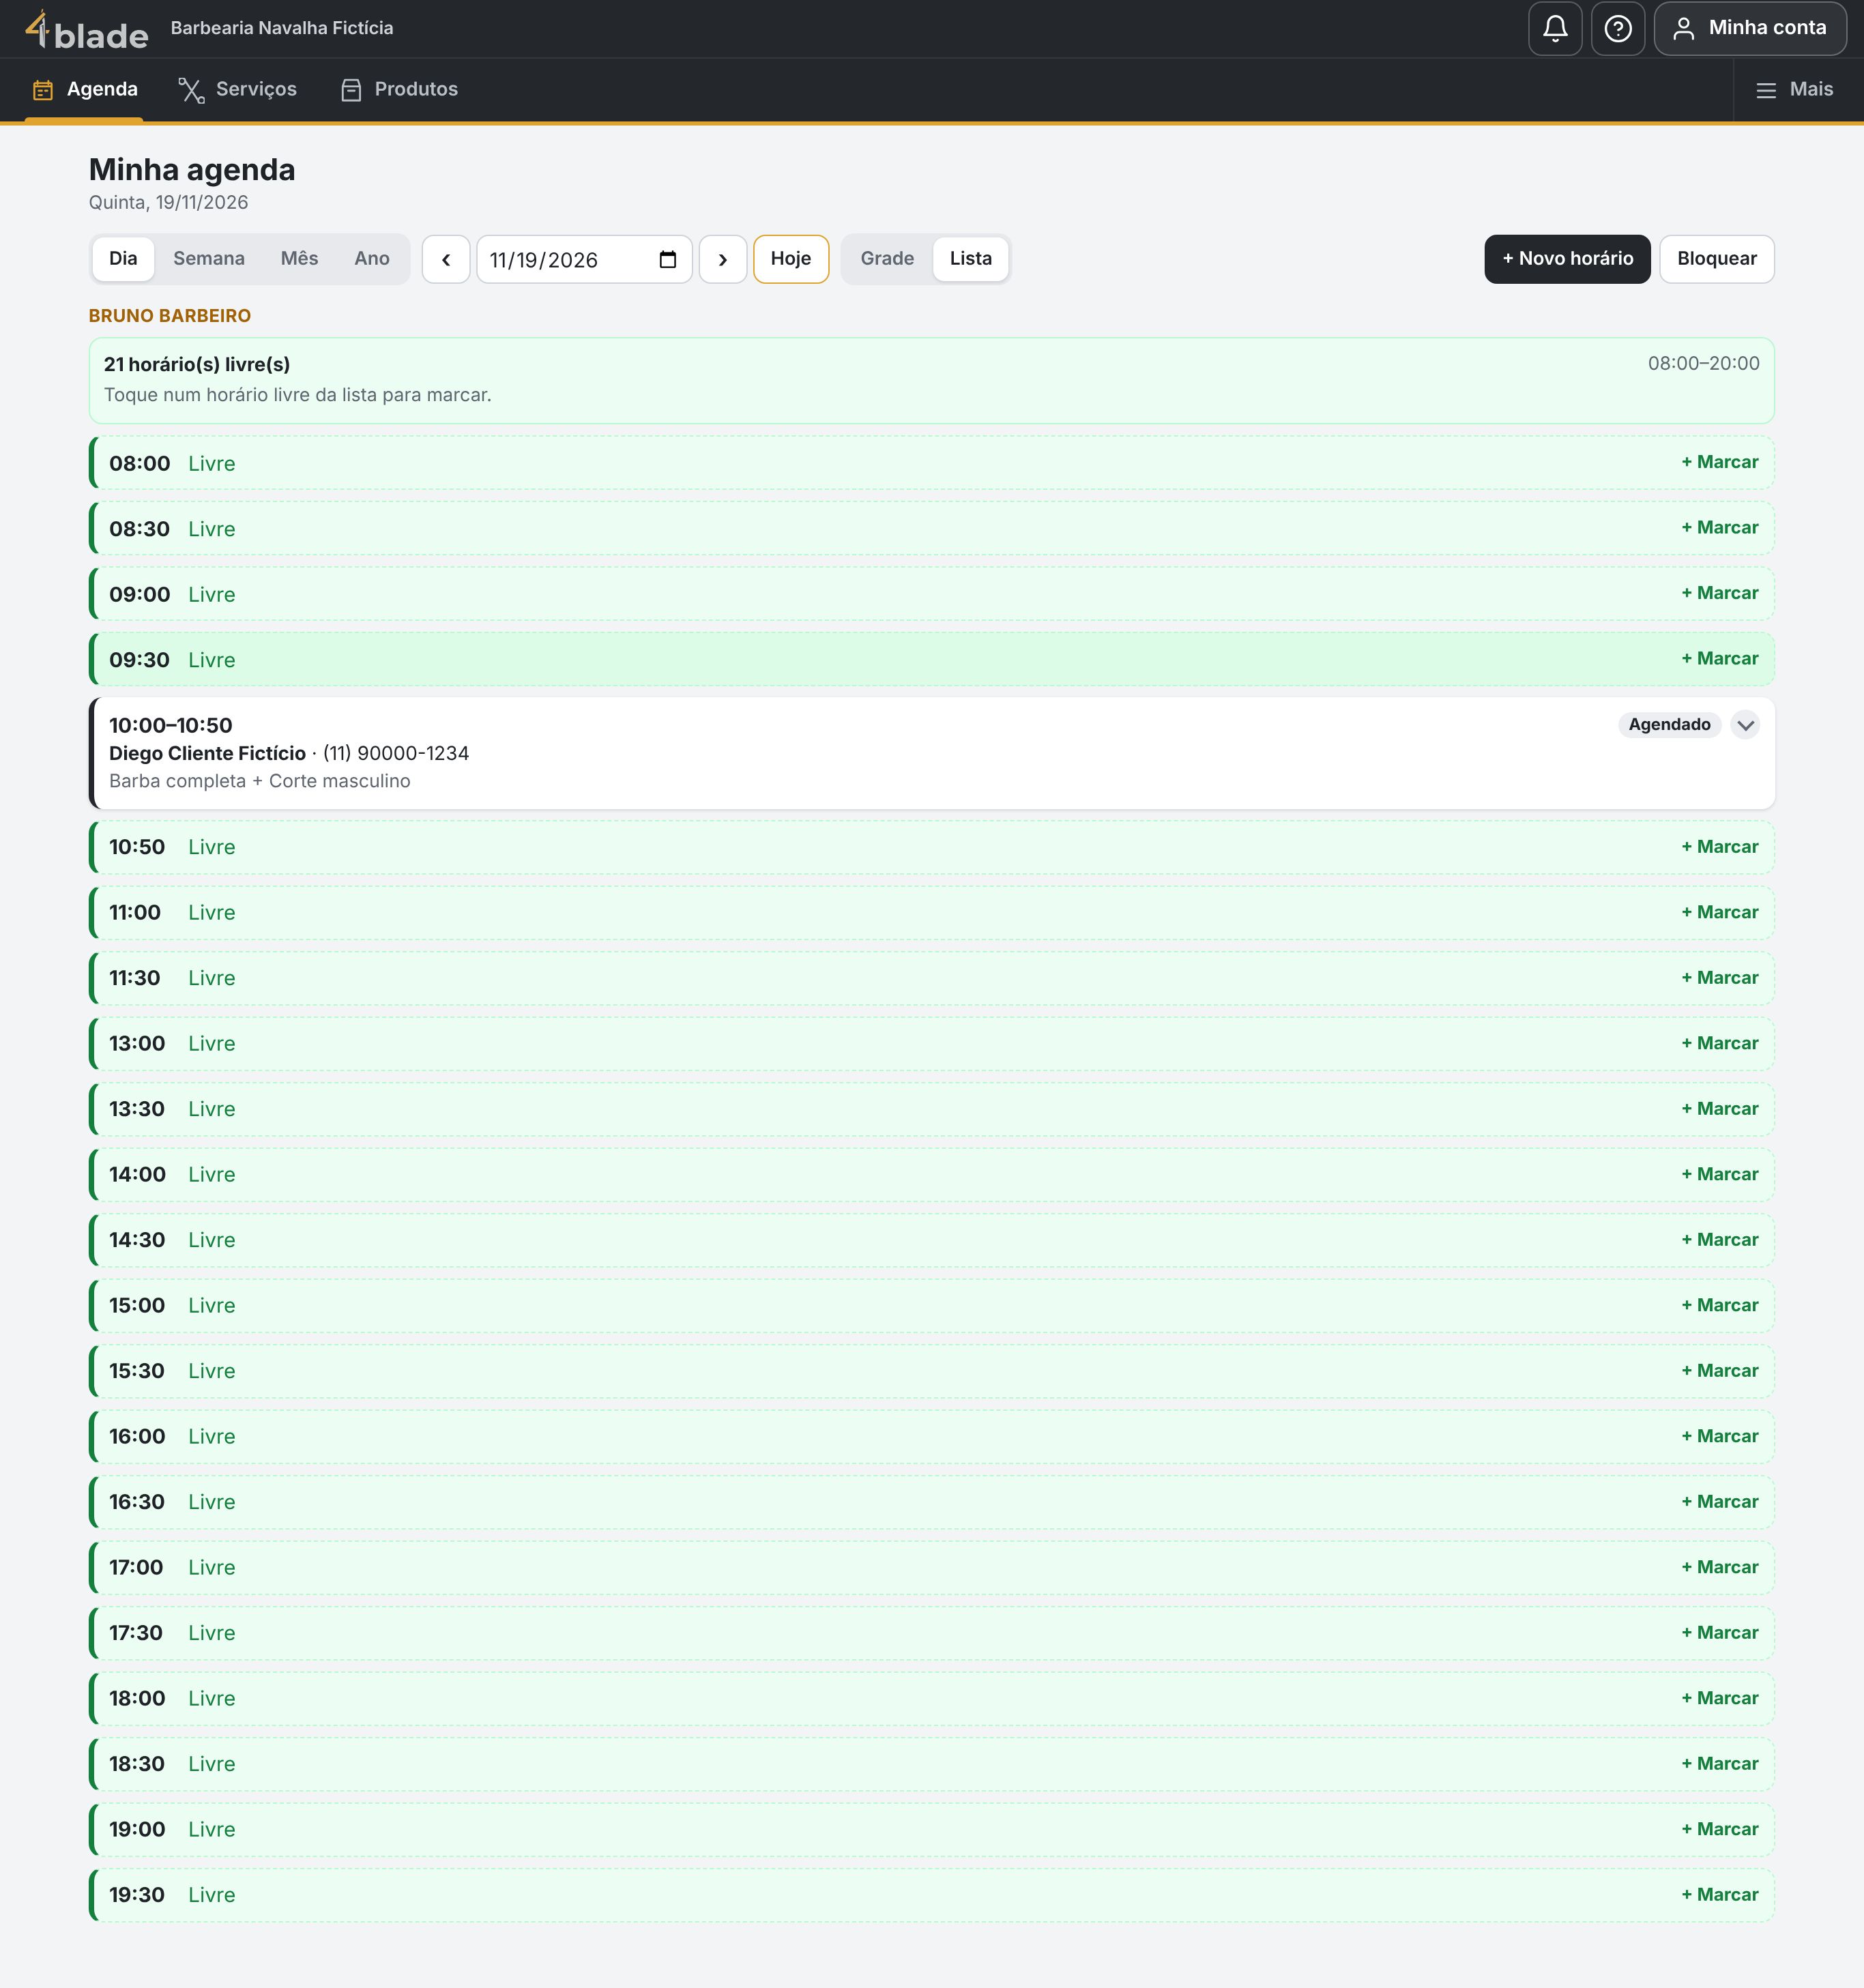 4blade Barbearia Navalha Fictícia Minha conta
Agenda Serviços Produtos Mais
Minha agenda
Quinta, 19/11/2026
Dia Semana Mês Ano ‹ 11/19/2026 › Hoje Grade Lista + Novo horário Bloquear
BRUNO BARBEIRO
21 horário(s) livre(s) 08:00–20:00
Toque num horário livre da lista para marcar.
08:00 Livre + Marcar
08:30 Livre + Marcar
09:00 Livre + Marcar
09:30 Livre + Marcar
10:00–10:50 Agendado
Diego Cliente Fictício · (11) 90000-1234
Barba completa + Corte masculino
10:50 Livre + Marcar
11:00 Livre + Marcar
11:30 Livre + Marcar
13:00 Livre + Marcar
13:30 Livre + Marcar
14:00 Livre + Marcar
14:30 Livre + Marcar
15:00 Livre + Marcar
15:30 Livre + Marcar
16:00 Livre + Marcar
16:30 Livre + Marcar
17:00 Livre + Marcar
17:30 Livre + Marcar
18:00 Livre + Marcar
18:30 Livre + Marcar
19:00 Livre + Marcar
19:30 Livre + Marcar